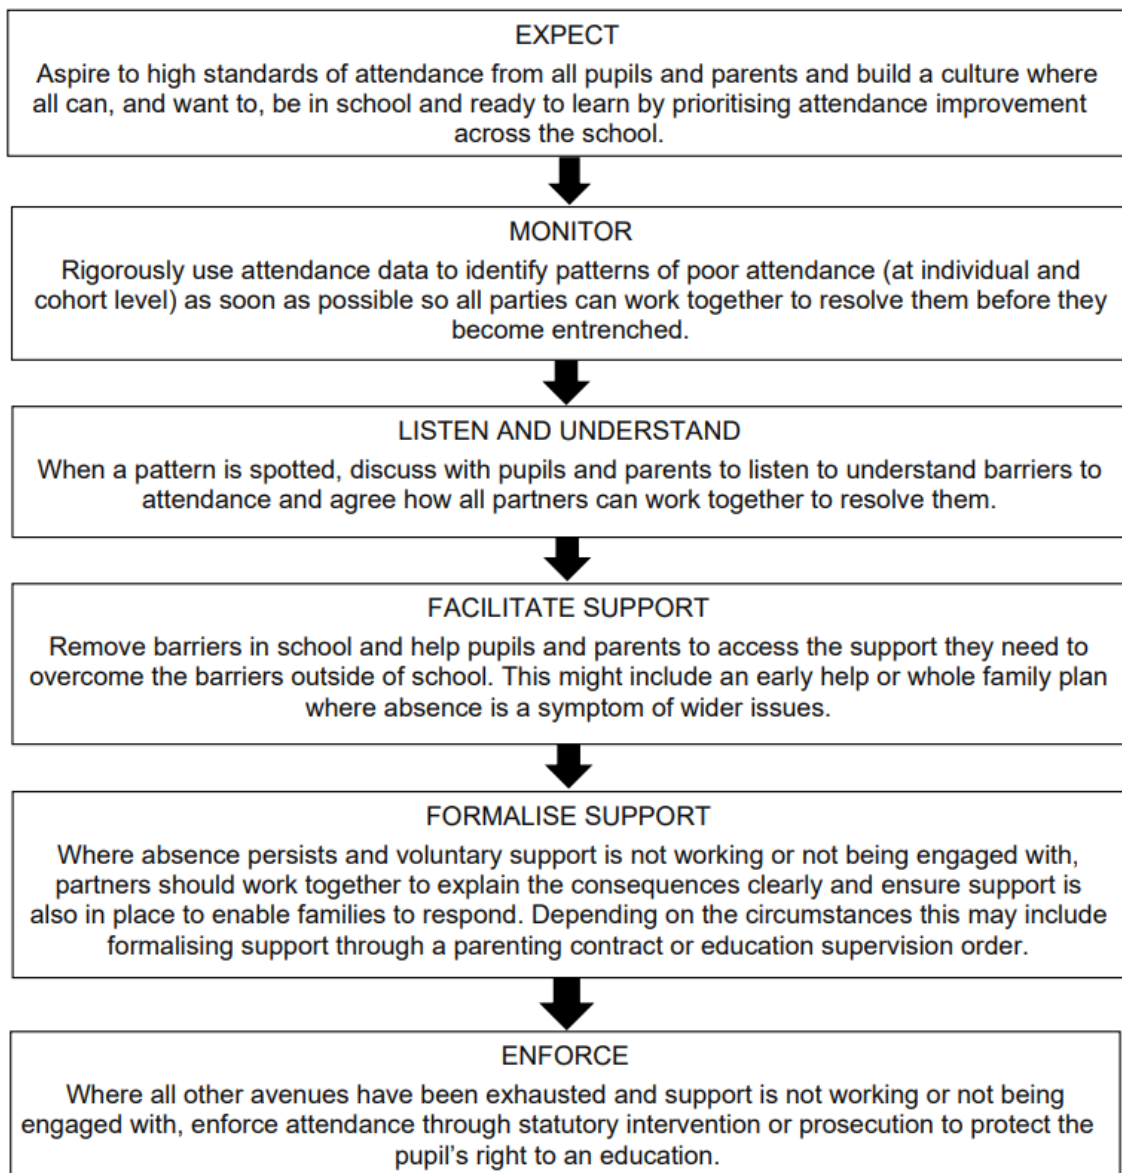 EXPECT
Aspire to high standards of attendance from all pupils and parents and build a culture where
all can, and want to, be in school and ready to learn by prioritising attendance improvement
across the school.
MONITOR
Rigorously use attendance data to identify patterns of poor attendance (at individual and
cohort level) as soon as possible so all parties can work together to resolve them before they
become entrenched.
LISTEN AND UNDERSTAND
When a pattern is spotted, discuss with pupils and parents to listen to understand barriers to
attendance and agree how all partners can work together to resolve them.
FACILITATE SUPPORT
Remove barriers in school and help pupils and parents to access the support they need to
overcome the barriers outside of school. This might include an early help or whole family plan
where absence is a symptom of wider issues.
FORMALISE SUPPORT
Where absence persists and voluntary support is not working or not being engaged with,
partners should work together to explain the consequences clearly and ensure support is
also in place to enable families to respond. Depending on the circumstances this may include
formalising support through a parenting contract or education supervision order.
ENFORCE
Where all other avenues have been exhausted and support is not working or not being
engaged with, enforce attendance through statutory intervention or prosecution to protect the
pupil's right to an education.